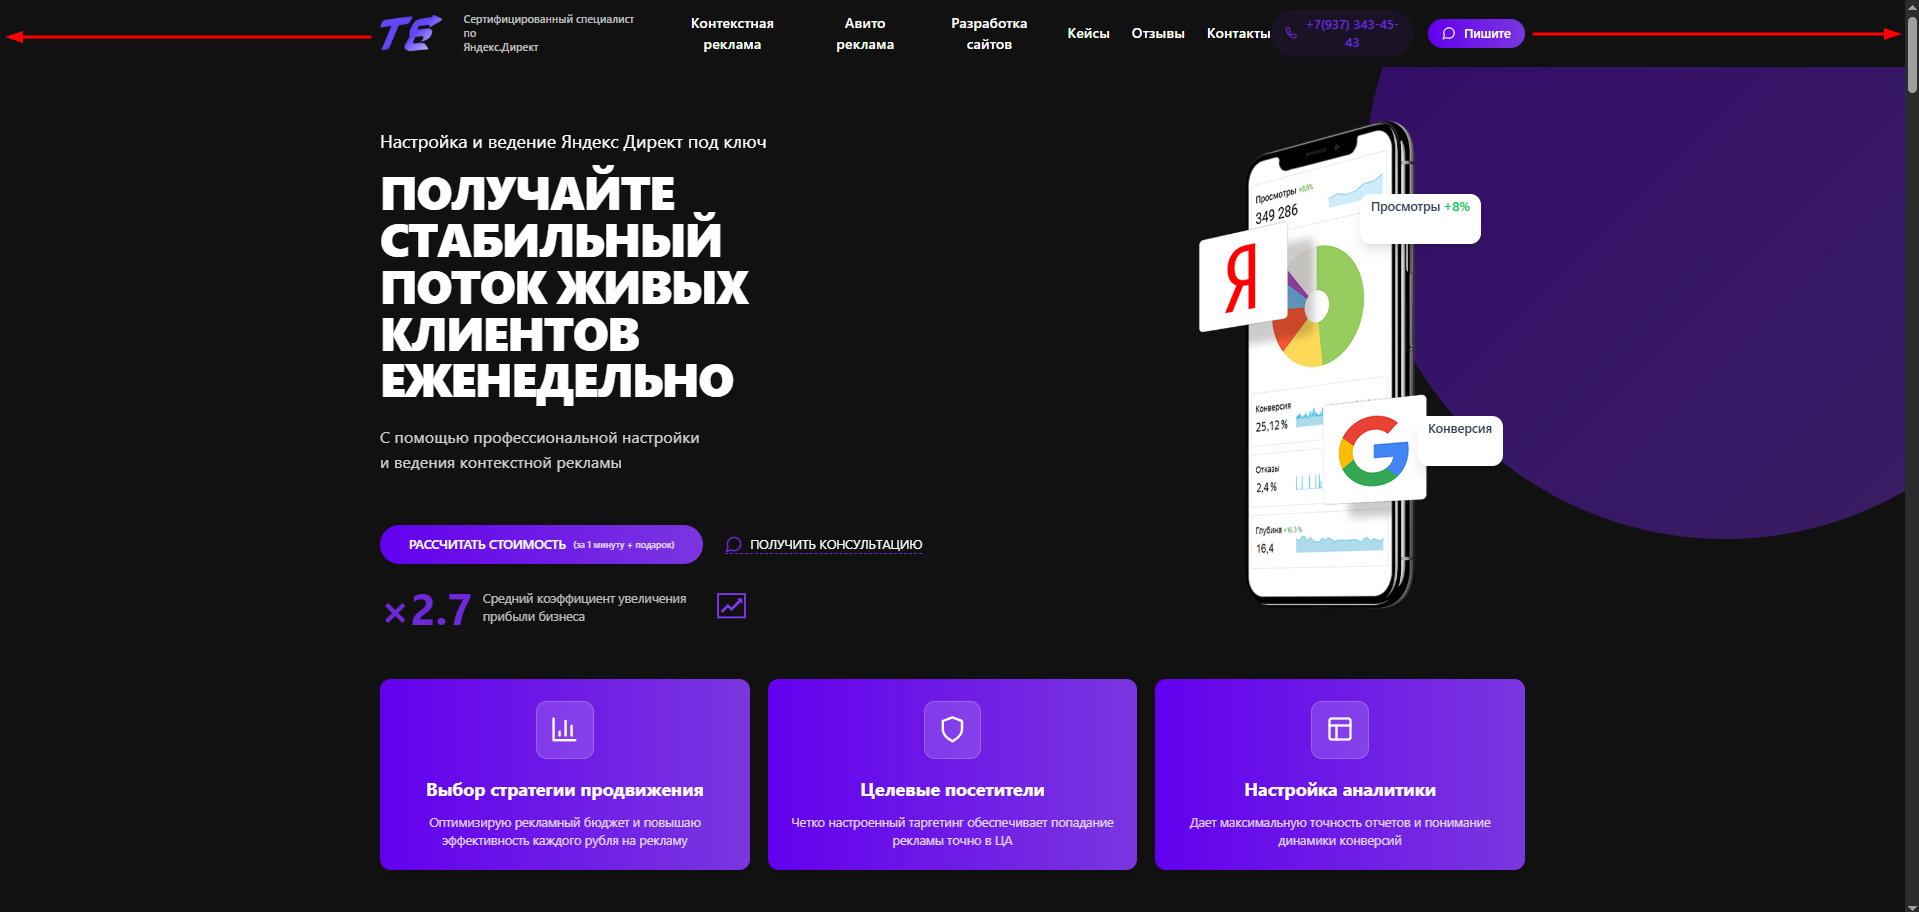 ТЕ
Сертифицированный специалист
по
Яндекс.Директ
Контекстная
реклама
Авито
реклама
Разработка
сайтов
Кейсы
Отзывы
Контакты
+7(937) 343-45-
43
Пишите
Настройка и ведение Яндекс Директ под ключ
ПОЛУЧАЙТЕ
СТАБИЛЬНЫЙ
ПОТОК ЖИВЫХ
КЛИЕНТОВ
ЕЖЕНЕДЕЛЬНО
С помощью профессиональной настройки
и ведения контекстной рекламы
РАССЧИТАТЬ СТОИМОСТЬ (за 1 минуту + подарок)
ПОЛУЧИТЬ КОНСУЛЬТАЦИЮ
×2.7
Средний коэффициент увеличения
прибыли бизнеса
Просмотры +3,5%
349 286
Просмотры +8%
Я
Конверсия
25,12%
G
Конверсия
Отказы
2,4%
Глубина +16,3%
16,4
Выбор стратегии продвижения
Оптимизирую рекламный бюджет и повышаю
эффективность каждого рубля на рекламу
Целевые посетители
Четко настроенный таргетинг обеспечивает попадание
рекламы точно в ЦА
Настройка аналитики
Дает максимальную точность отчетов и понимание
динамики конверсий